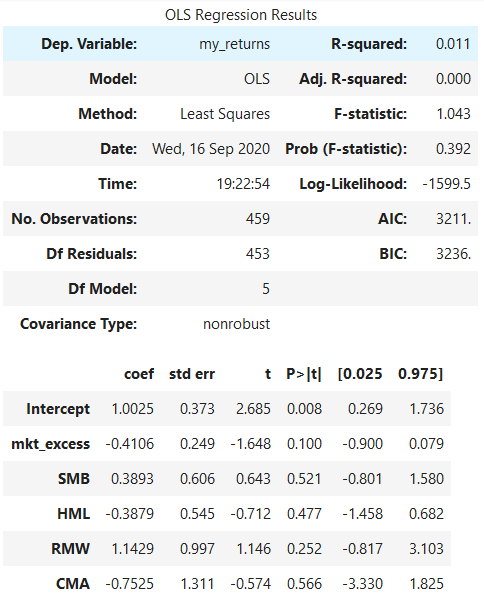 OLS Regression Results
Dep. Variable: my_returns R-squared: 0.011
Model: OLS Adj. R-squared: 0.000
Method: Least Squares F-statistic: 1.043
Date: Wed, 16 Sep 2020 Prob (F-statistic): 0.392
Time: 19:22:54 Log-Likelihood: -1599.5
No. Observations: 459 AIC: 3211.
Df Residuals: 453 BIC: 3236.
Df Model: 5
Covariance Type: nonrobust
coef std err t P>|t| [0.025 0.975]
Intercept 1.0025 0.373 2.685 0.008 0.269 1.736
mkt_excess -0.4106 0.249 -1.648 0.100 -0.900 0.079
SMB 0.3893 0.606 0.643 0.521 -0.801 1.580
HML -0.3879 0.545 -0.712 0.477 -1.458 0.682
RMW 1.1429 0.997 1.146 0.252 -0.817 3.103
CMA -0.7525 1.311 -0.574 0.566 -3.330 1.825